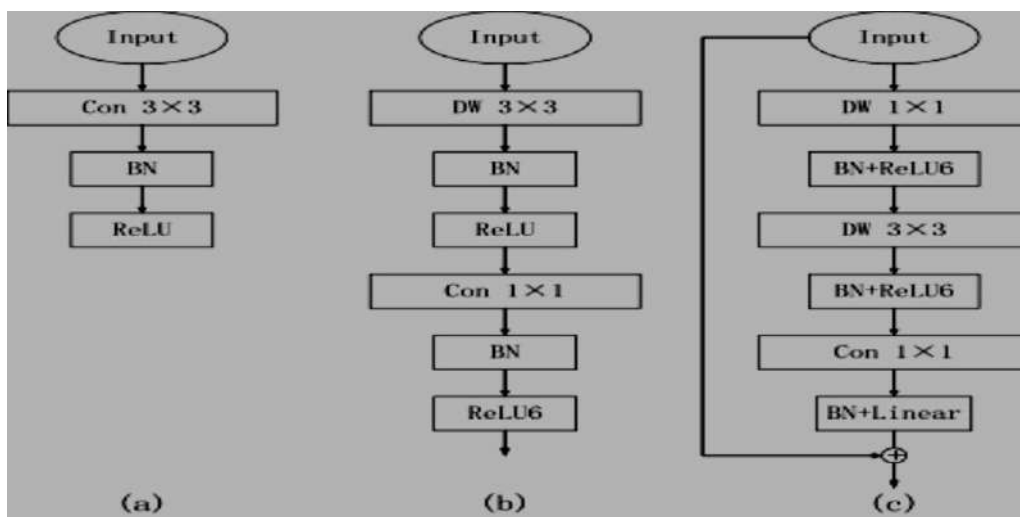 Input
Con 3×3
BN
ReLU
(a)
Input
DW 3×3
BN
ReLU
Con 1×1
BN
ReLU6
(b)
Input
DW 1×1
BN+ReLU6
DW 3×3
BN+ReLU6
Con 1×1
BN+Linear
(c)